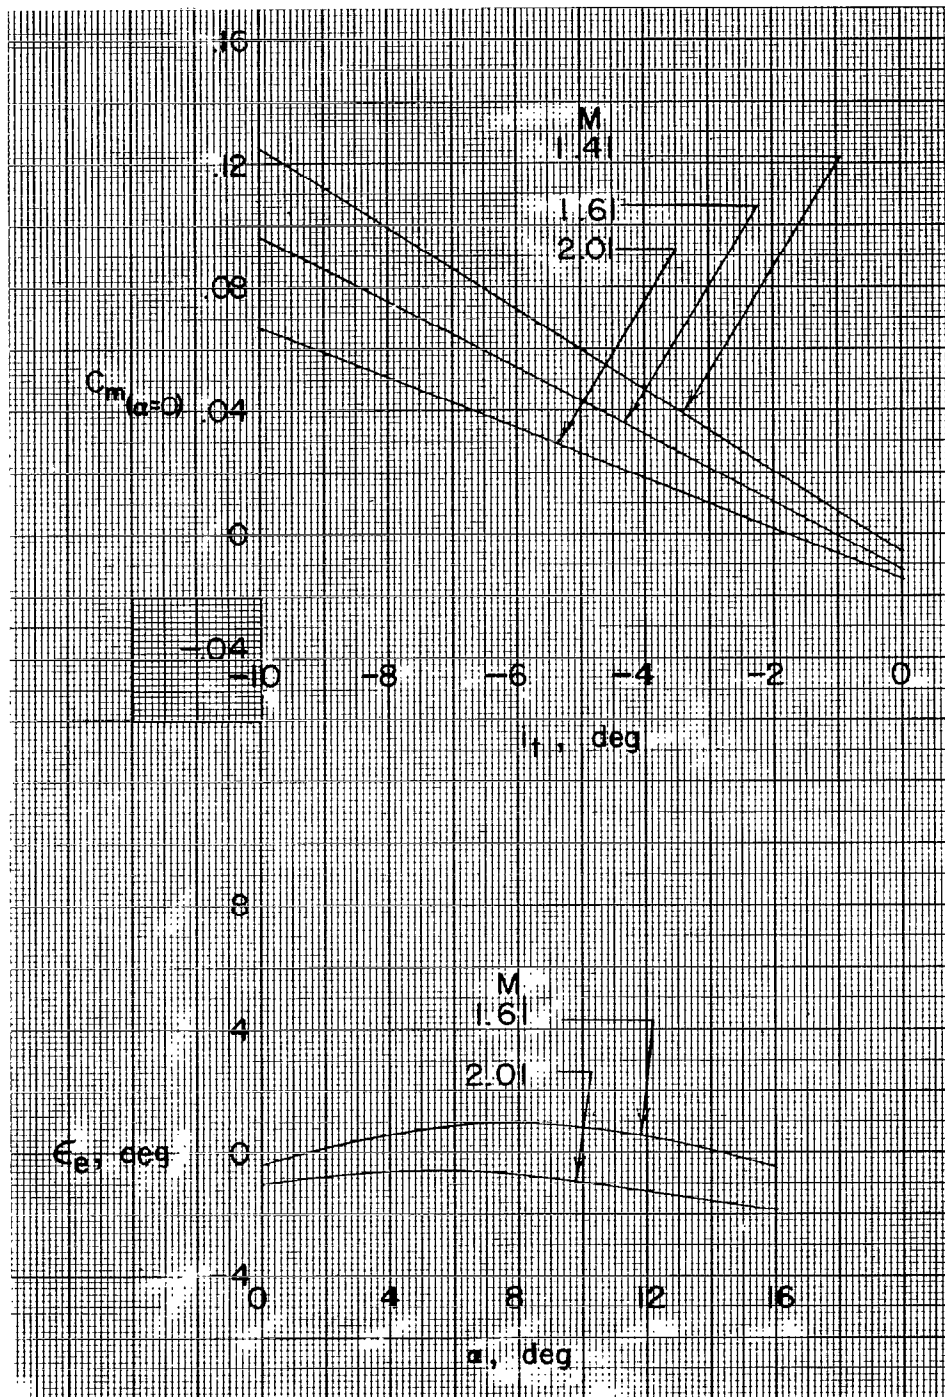 .16
M
1.41
.12
1.61
2.01
.08
Cm(α=0)
.04
0
-.04
-10 -8 -6 -4 -2 0
it, deg
8
M
1.61
4
2.01
ϵe, deg
0
-4
0 4 8 12 16
α, deg